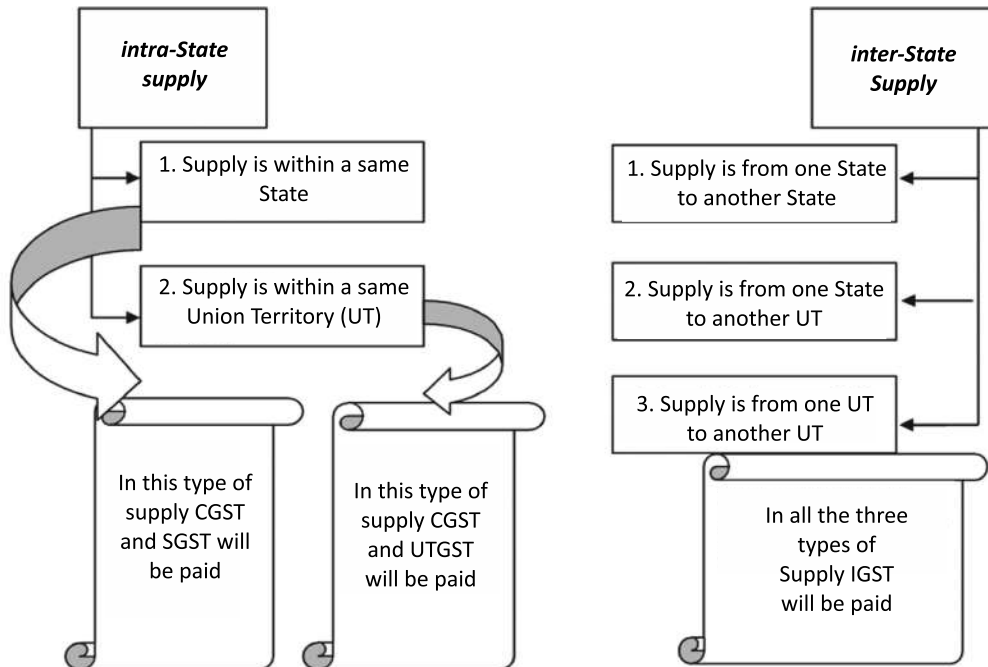 intra-State
supply
1. Supply is within a same
State
2. Supply is within a same
Union Territory (UT)
In this type of
supply CGST
and SGST will
be paid
In this type of
supply CGST
and UTGST
will be paid
inter-State
Supply
1. Supply is from one State
to another State
2. Supply is from one State
to another UT
3. Supply is from one UT
to another UT
In all the three
types of
Supply IGST
will be paid